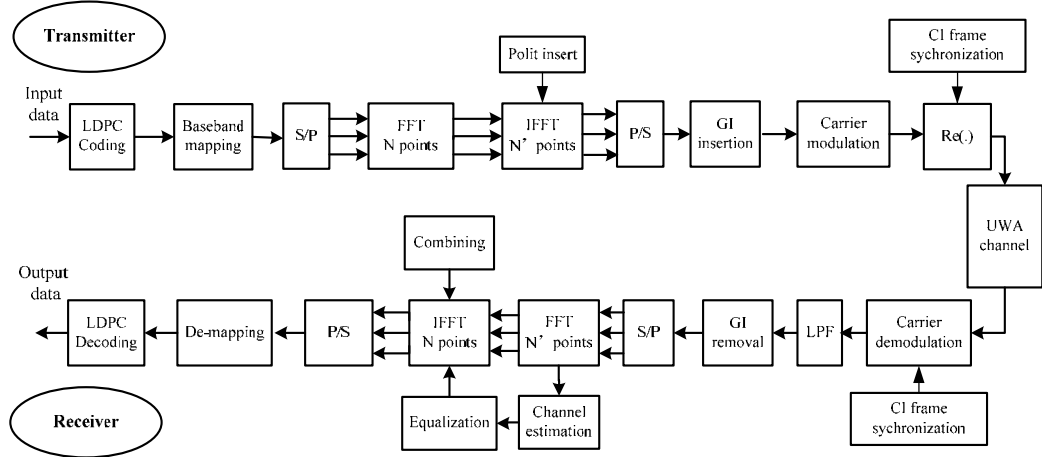 Transmitter
Polit insert
CI frame
sychronization
Input
data
LDPC
Coding
Baseband
mapping
S/P
FFT
N points
IFFT
N' points
P/S
GI
insertion
Carrier
modulation
Re(.)
UWA
channel
Combining
Output
data
LDPC
Decoding
De-mapping
P/S
IFFT
N points
FFT
N' points
S/P
GI
removal
LPF
Carrier
demodulation
Receiver
Equalization
Channel
estimation
CI frame
sychronization